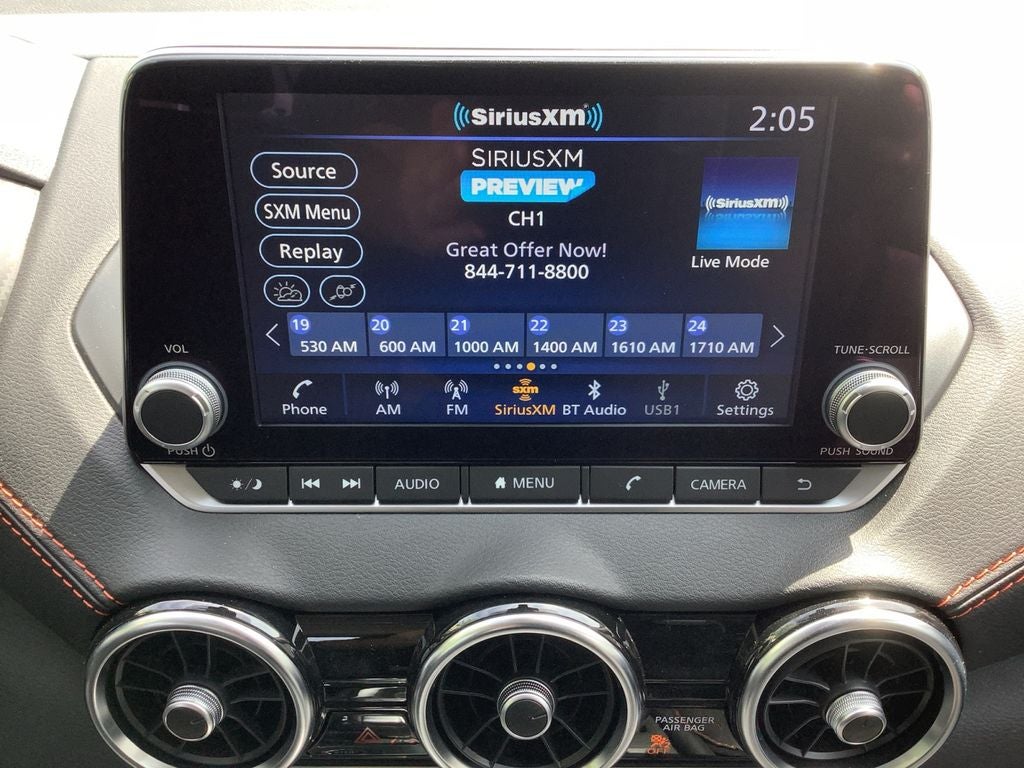 SiriusXM
2:05
Source
SXM Menu
Replay
SIRIUSXM
PREVIEW
CH1
Great Offer Now!
844-711-8800
SiriusXM
Live Mode
19 20 21 22 23 24
530 AM 600 AM 1000 AM 1400 AM 1610 AM 1710 AM
sxm
Phone AM FM SiriusXM BT Audio USB1 Settings
VOL
TUNE·SCROLL
PUSH
PUSH SOUND
AUDIO MENU CAMERA
PASSENGER
AIR BAG
OFF